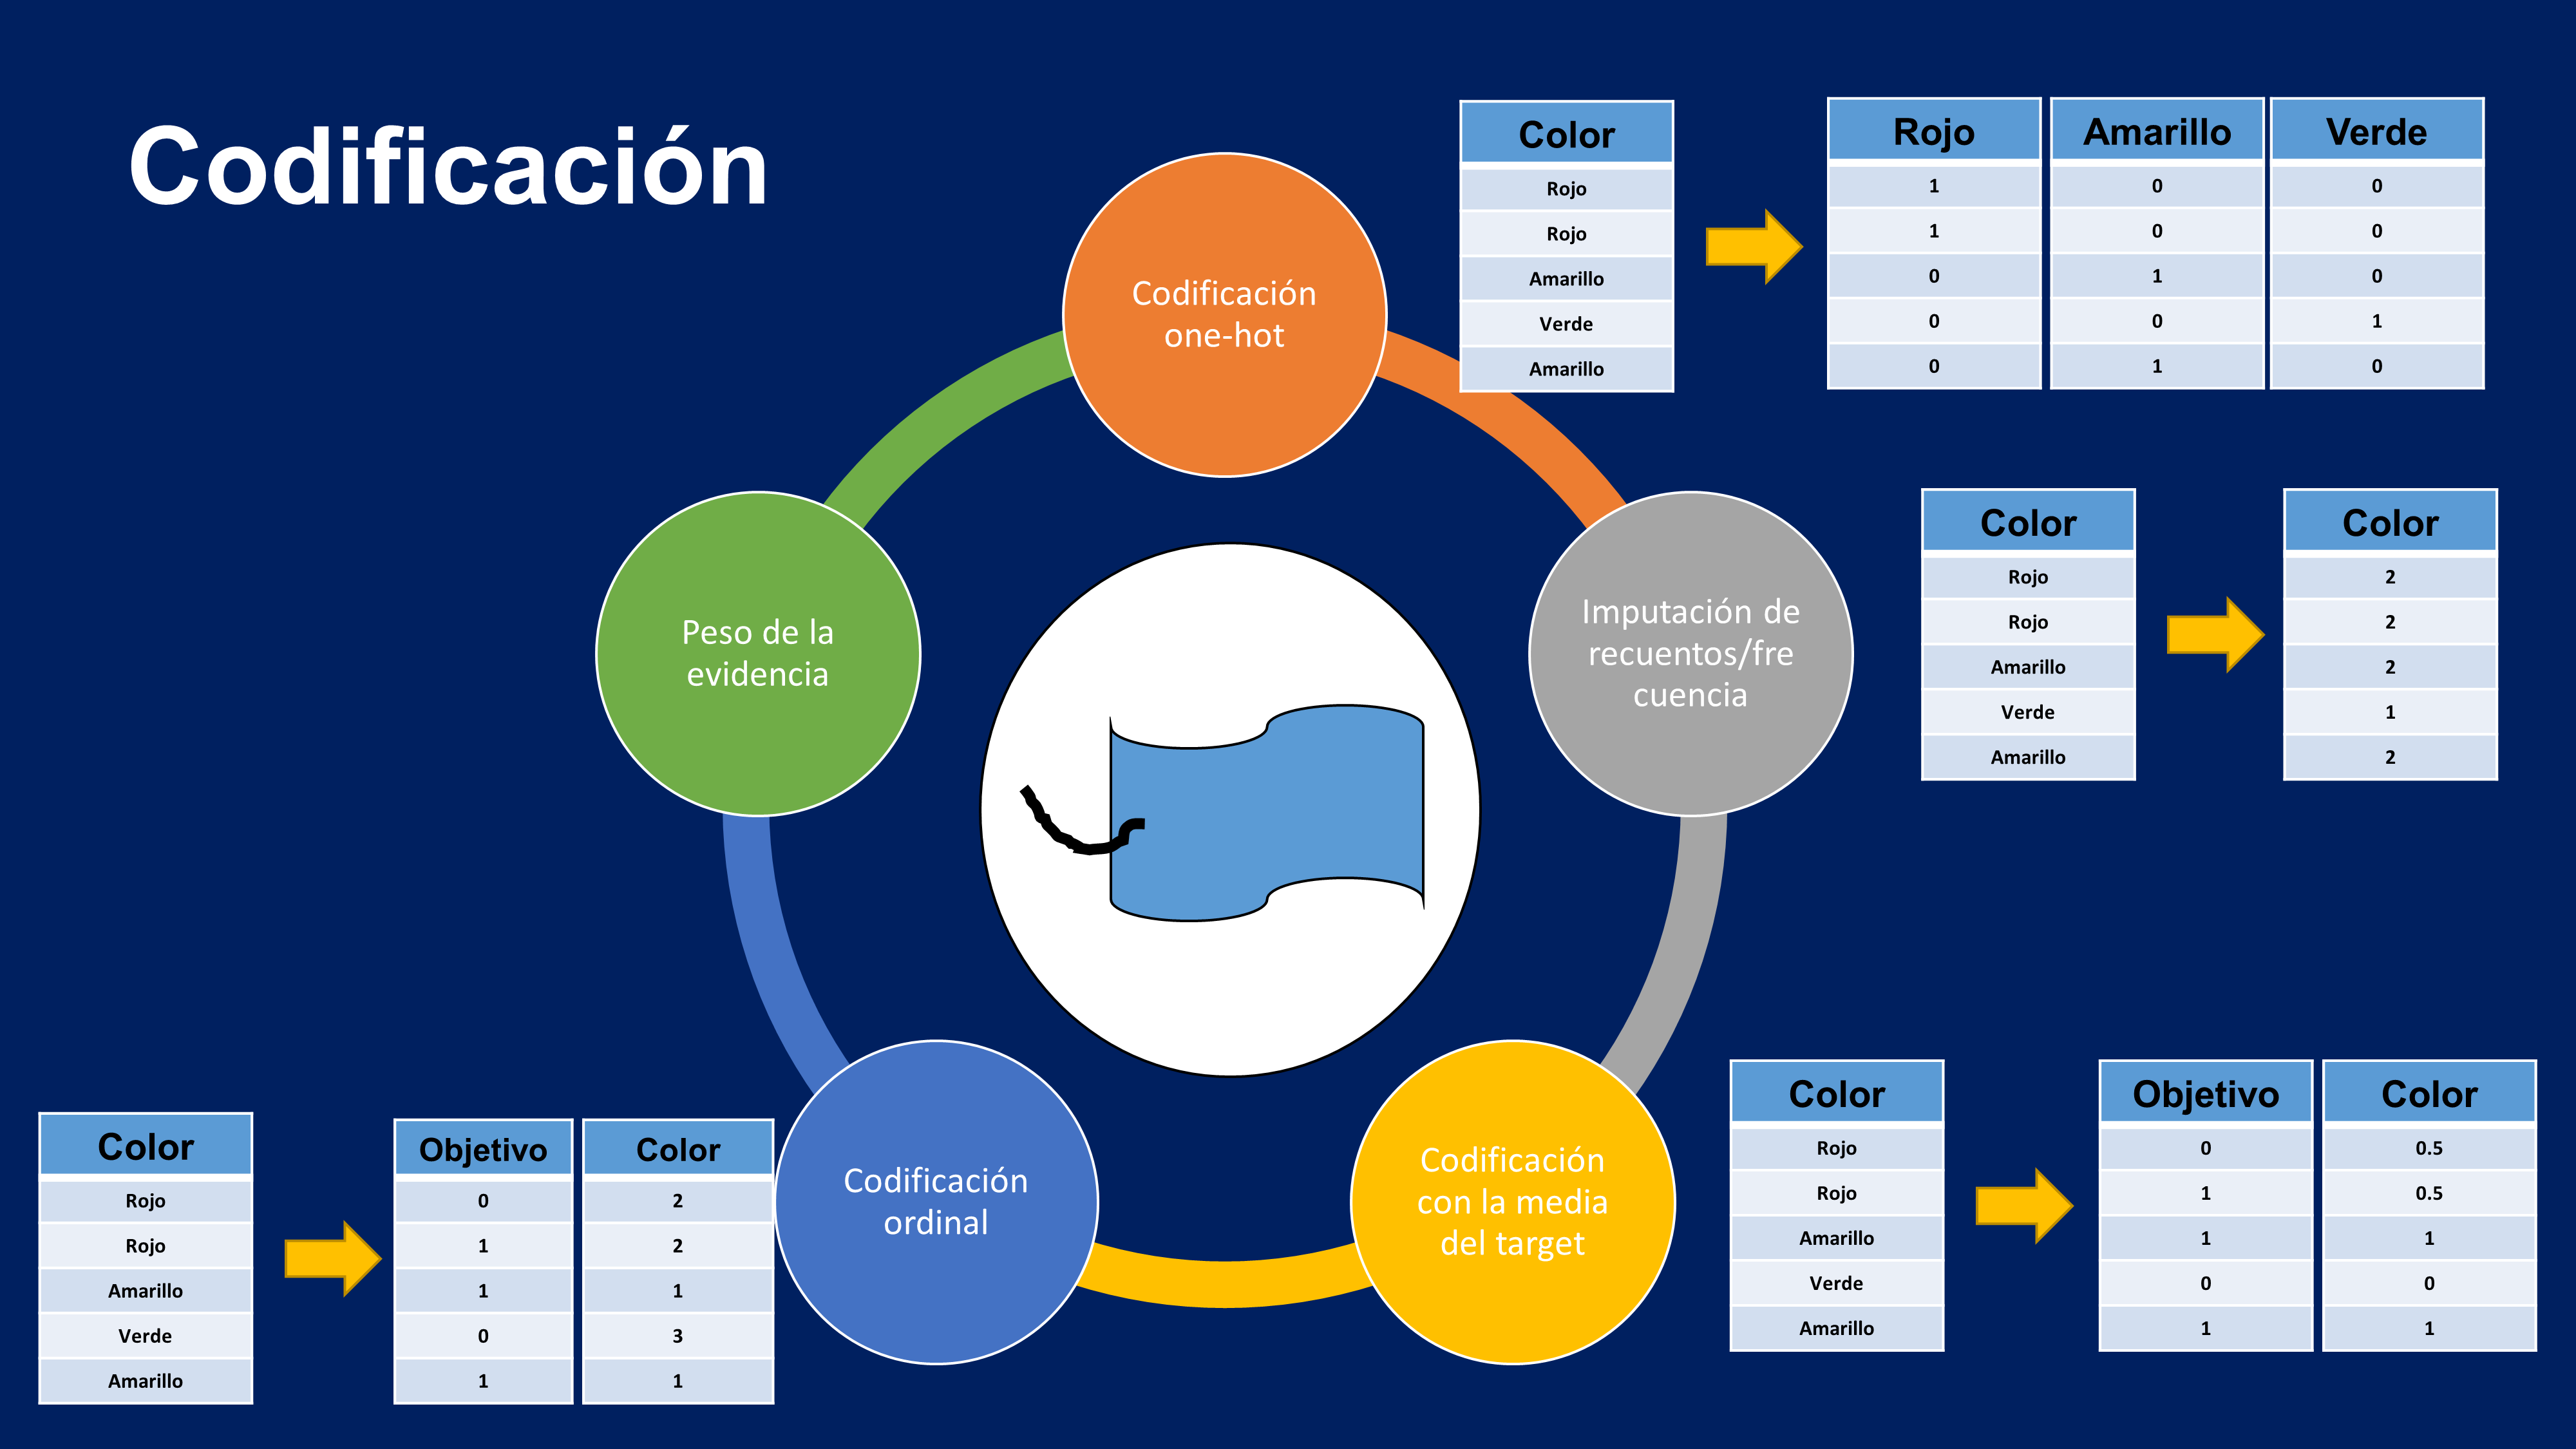 Codificación
Codificación
one-hot
Color
Rojo
Rojo
Amarillo
Verde
Amarillo
Rojo Amarillo Verde
1 0 0
1 0 0
0 1 0
0 0 1
0 1 0
Peso de la
evidencia
Imputación de
recuentos/fre
cuencia
Color
Rojo
Rojo
Amarillo
Verde
Amarillo
Color
2
2
2
1
2
Codificación
con la media
del target
Color
Rojo
Rojo
Amarillo
Verde
Amarillo
Objetivo Color
0 0.5
1 0.5
1 1
0 0
1 1
Codificación
ordinal
Color
Rojo
Rojo
Amarillo
Verde
Amarillo
Objetivo Color
0 2
1 2
1 1
0 3
1 1